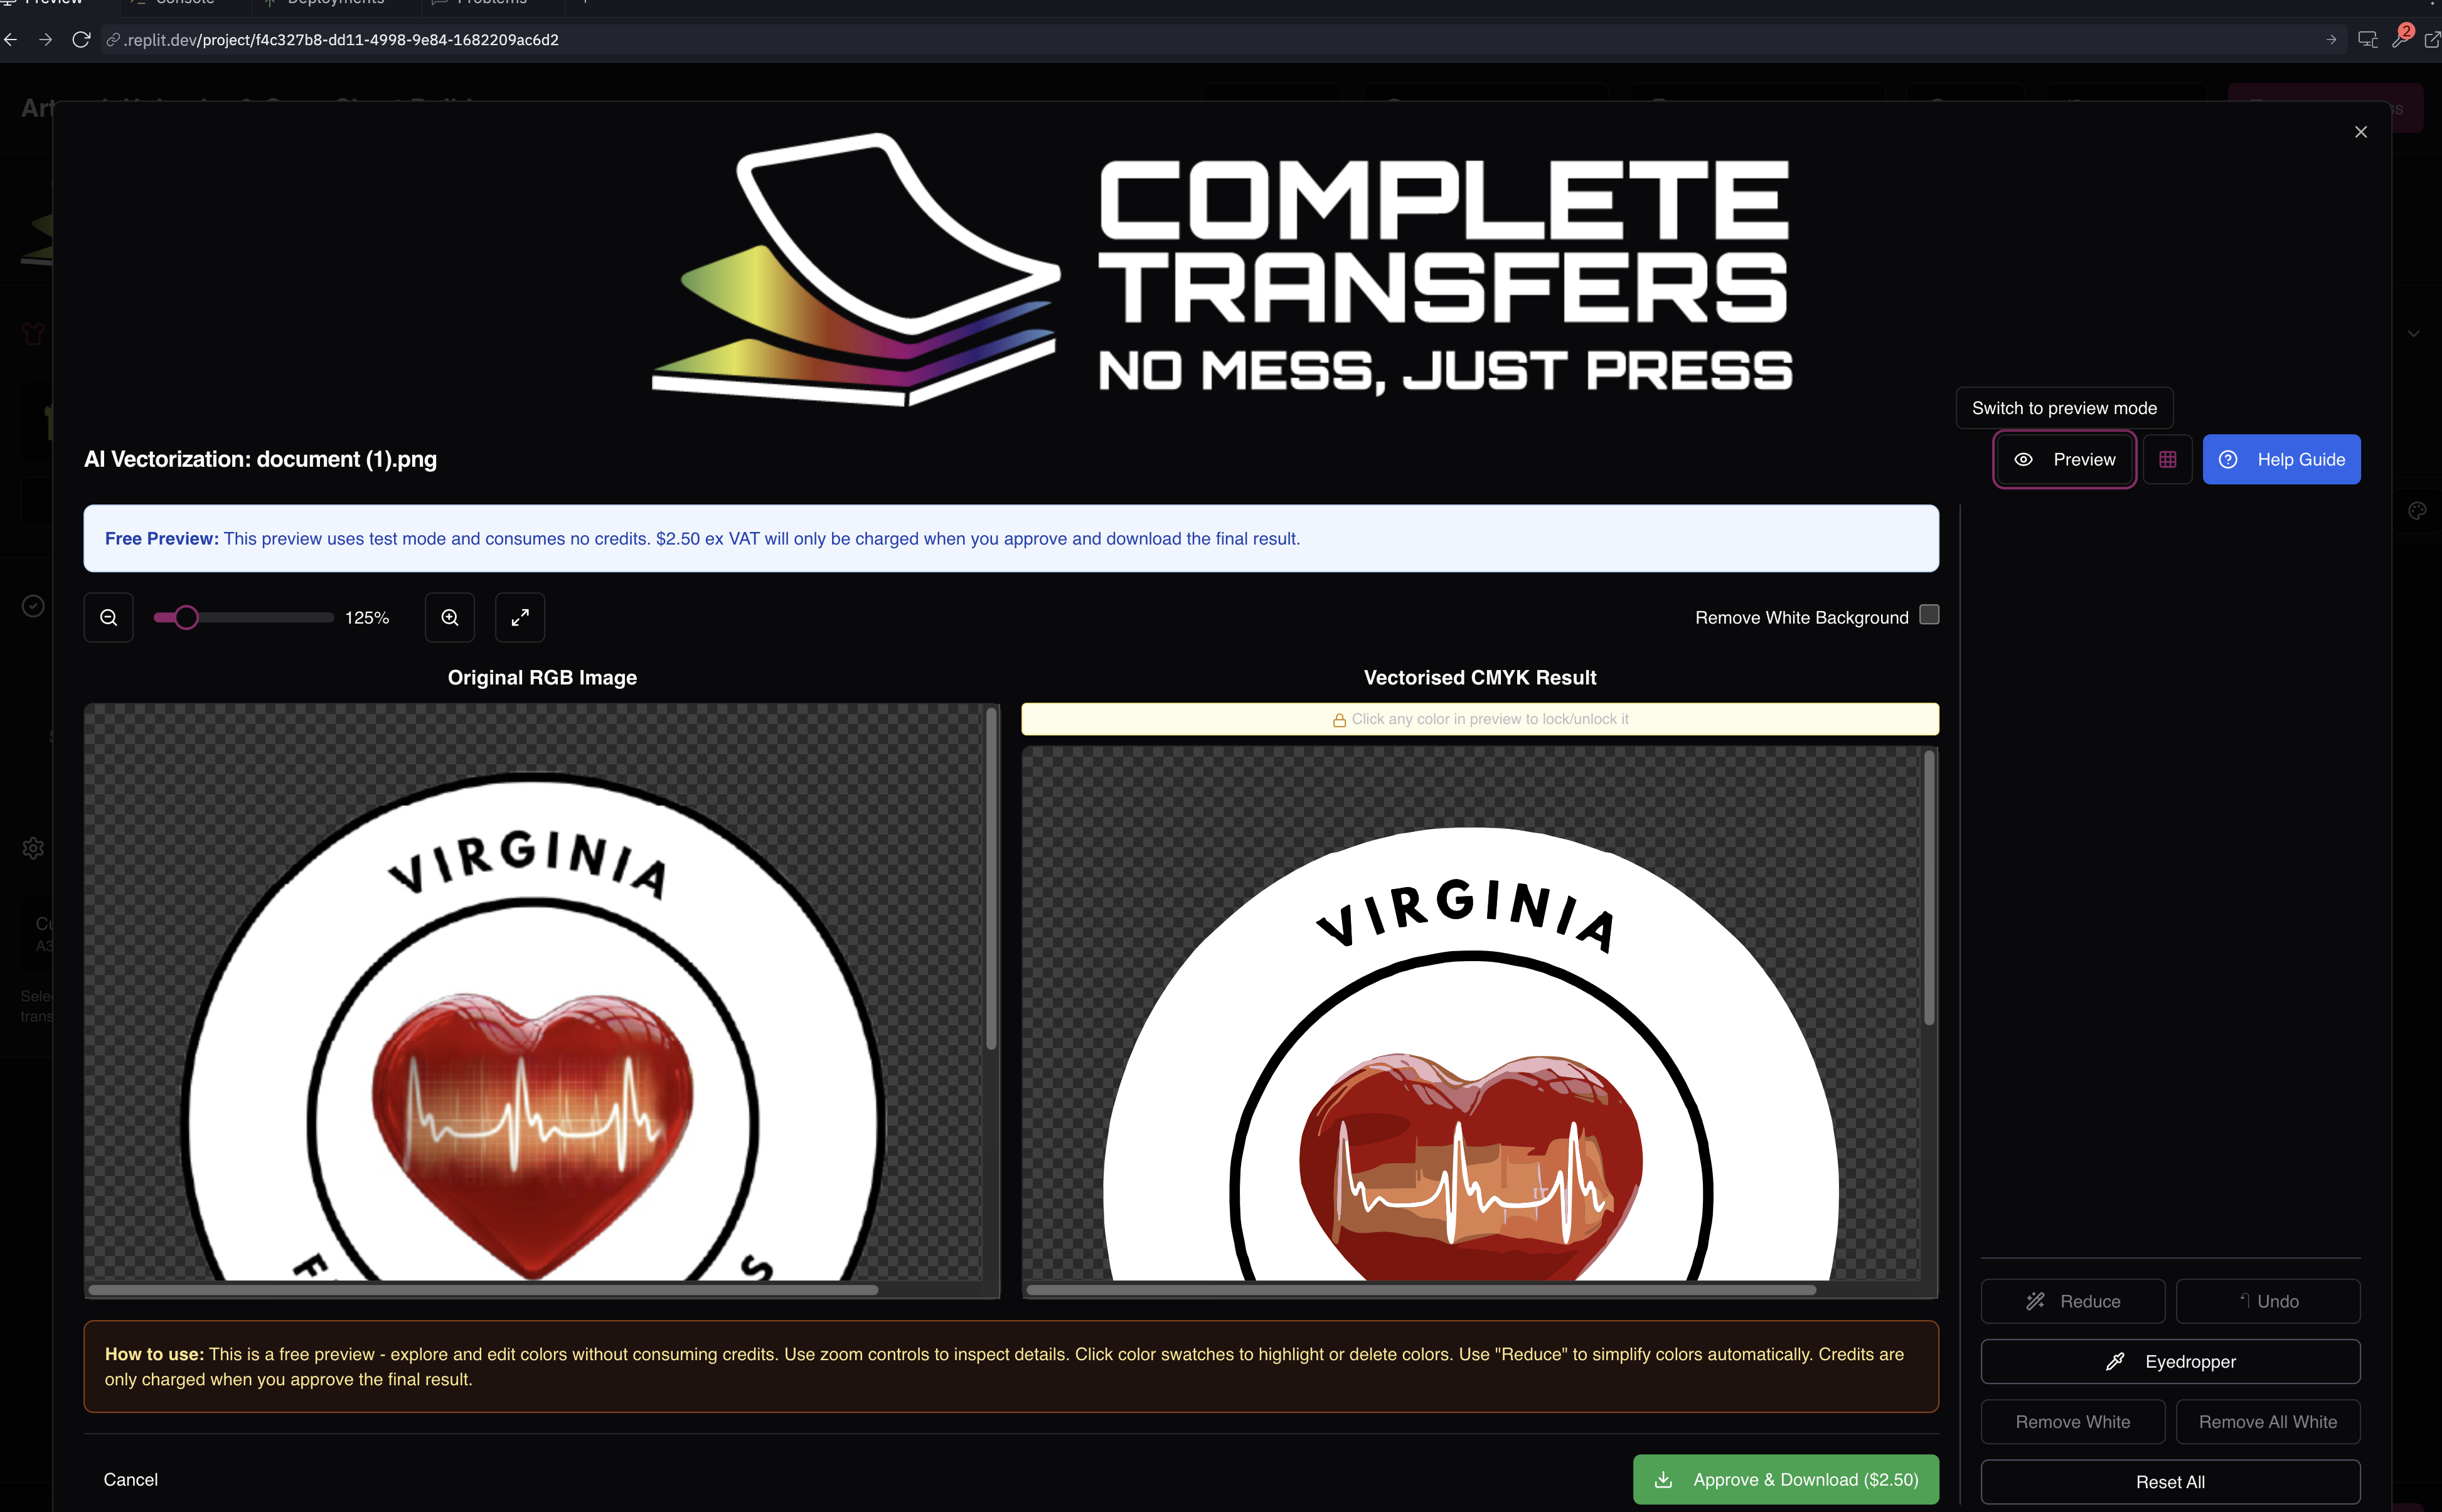 Preview
Console
Deployments
Problems
.replit.dev/project/f4c327b8-dd11-4998-9e84-1682209ac6d2
2
COMPLETE
TRANSFERS
NO MESS, JUST PRESS
Switch to preview mode
AI Vectorization: document (1).png
Preview
Help Guide
Free Preview: This preview uses test mode and consumes no credits. $2.50 ex VAT will only be charged when you approve and download the final result.
125%
Remove White Background
Original RGB Image
Vectorised CMYK Result
Click any color in preview to lock/unlock it
VIRGINIA
VIRGINIA
F
S
How to use: This is a free preview - explore and edit colors without consuming credits. Use zoom controls to inspect details. Click color swatches to highlight or delete colors. Use "Reduce" to simplify colors automatically. Credits are
only charged when you approve the final result.
Reduce
Undo
Eyedropper
Remove White
Remove All White
Cancel
Approve & Download ($2.50)
Reset All